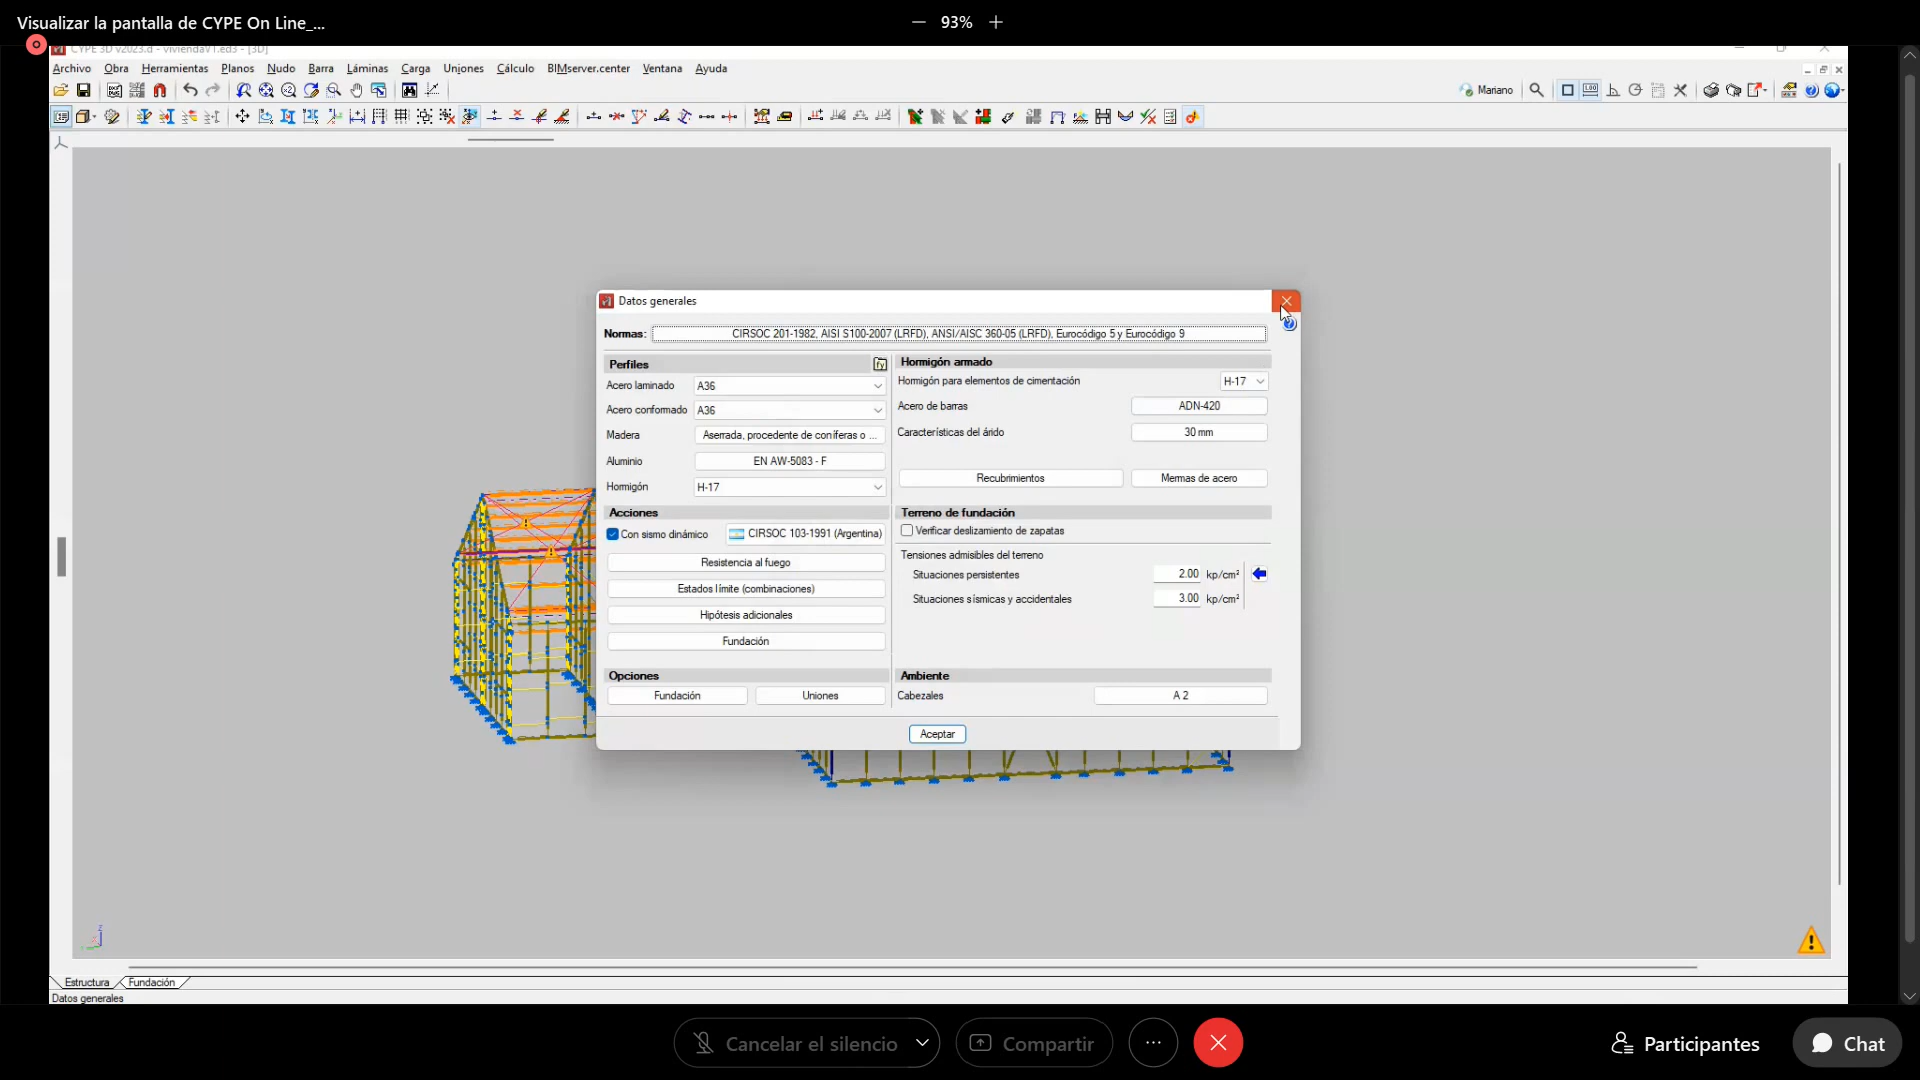 Visualizar la pantalla de CYPE On Line_...
93%
CYPE 3D v2023.d - viviendaV1.ed3 - [3D]
Archivo Obra Herramientas Planos Nudo Barra Láminas Carga Uniones Cálculo BIMserver.center Ventana Ayuda
Mariano
Datos generales
Normas: CIRSOC 201-1982, AISI S100-2007 (LRFD), ANSI/AISC 360-05 (LRFD), Eurocódigo 5 y Eurocódigo 9
Perfiles
Acero laminado A36
Acero conformado A36
Madera Aserrada, procedente de coníferas o ...
Aluminio EN AW-5083 - F
Hormigón H-17
Acciones
Con sismo dinámico CIRSOC 103-1991 (Argentina)
Resistencia al fuego
Estados límite (combinaciones)
Hipótesis adicionales
Fundación
Opciones
Fundación Uniones
Hormigón armado
Hormigón para elementos de cimentación H-17
Acero de barras ADN-420
Características del árido 30 mm
Recubrimientos Mermas de acero
Terreno de fundación
Verificar deslizamiento de zapatas
Tensiones admisibles del terreno
Situaciones persistentes 2.00 kp/cm²
Situaciones sísmicas y accidentales 3.00 kp/cm²
Ambiente
Cabezales A 2
Aceptar
Estructura Fundación
Datos generales
Cancelar el silencio Compartir Participantes Chat